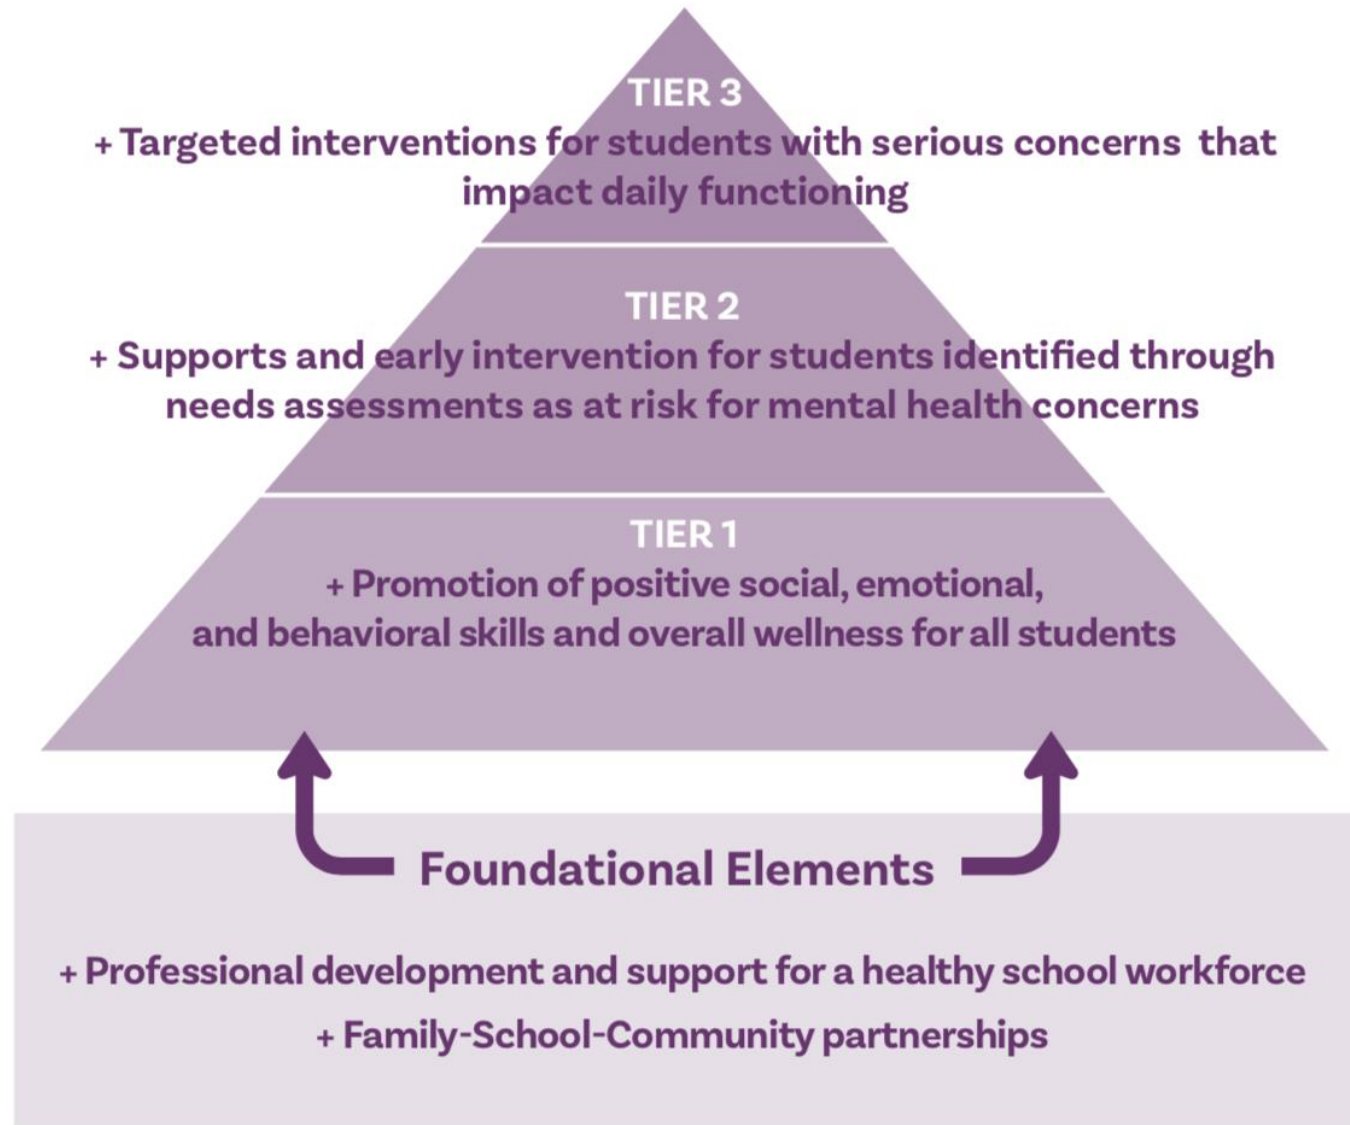 TIER 3
+ Targeted interventions for students with serious concerns that
impact daily functioning
TIER 2
+ Supports and early intervention for students identified through
needs assessments as at risk for mental health concerns
TIER 1
+ Promotion of positive social, emotional,
and behavioral skills and overall wellness for all students
Foundational Elements
+ Professional development and support for a healthy school workforce
+ Family-School-Community partnerships